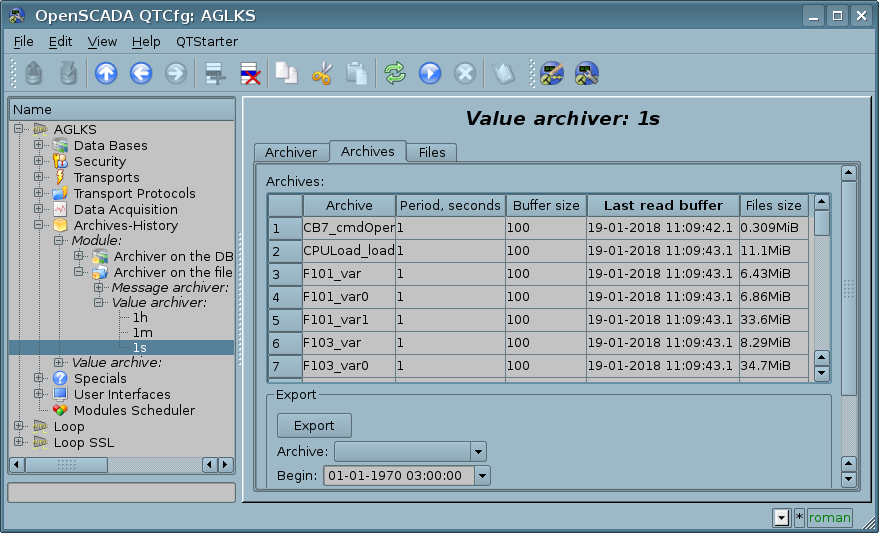 OpenSCADA QTCfg: AGLKS
File Edit View Help QTStarter
Name
AGLKS
Data Bases
Security
Transports
Transport Protocols
Data Acquisition
Archives-History
Module:
Archiver on the DB
Archiver on the file
Message archiver:
Value archiver:
1h
1m
1s
Value archive:
Specials
User Interfaces
Modules Scheduler
Loop
Loop SSL
Value archiver: 1s
Archiver Archives Files
Archives:
Archive Period, seconds Buffer size Last read buffer Files size
1 CB7_cmdOper 1 100 19-01-2018 11:09:42.1 0.309MiB
2 CPULoad_load 1 100 19-01-2018 11:09:43.1 11.1MiB
3 F101_var 1 100 19-01-2018 11:09:43.1 6.43MiB
4 F101_var0 1 100 19-01-2018 11:09:43.1 6.86MiB
5 F101_var1 1 100 19-01-2018 11:09:43.1 33.6MiB
6 F103_var 1 100 19-01-2018 11:09:43.1 8.29MiB
7 F103_var0 1 100 19-01-2018 11:09:43.1 34.7MiB
Export
Export
Archive:
Begin: 01-01-1970 03:00:00
* roman